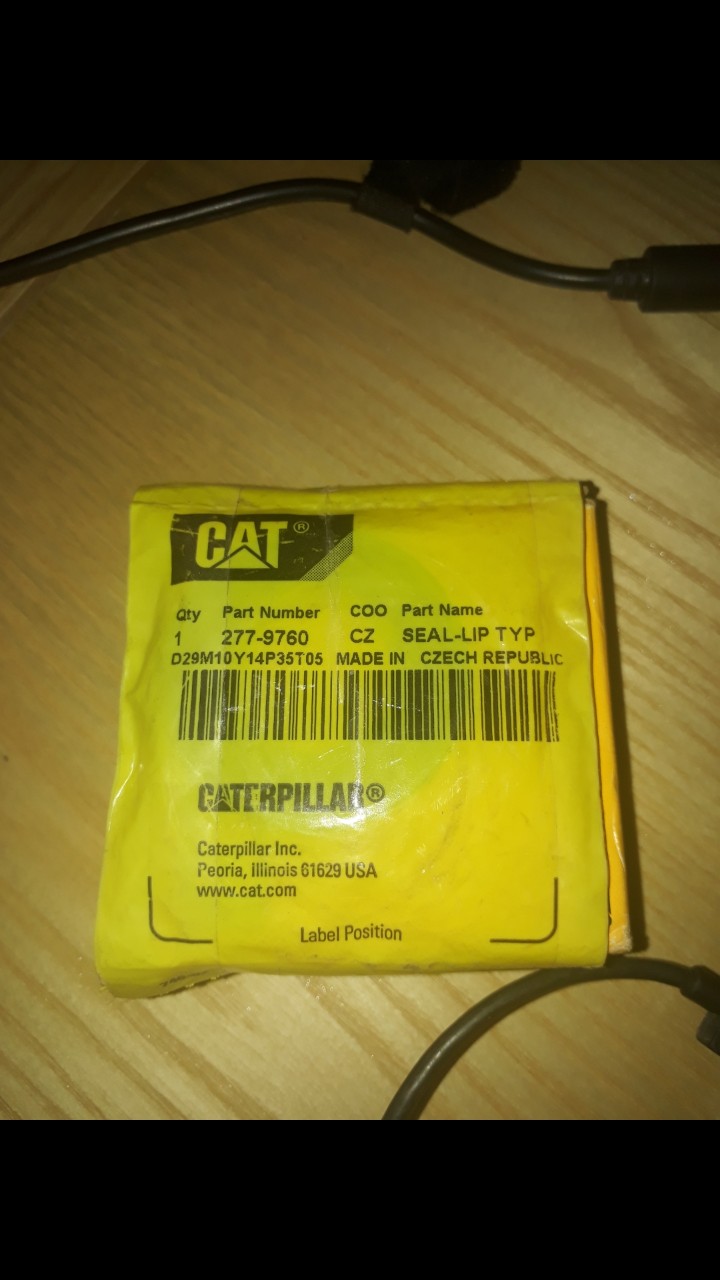 CAT®
Qty Part Number COO Part Name
1 277-9760 CZ SEAL-LIP TYP
D29M10Y14P35T05 MADE IN CZECH REPUBLIC
CATERPILLAR®
Caterpillar Inc.
Peoria, Illinois 61629 USA
www.cat.com
Label Position